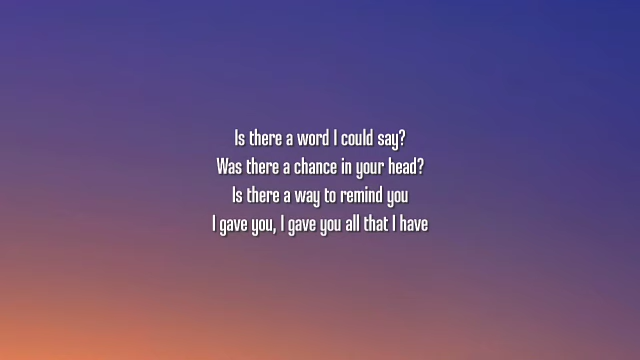 Is there a word I could say?
Was there a chance in your head?
Is there a way to remind you
I gave you, I gave you all that I have